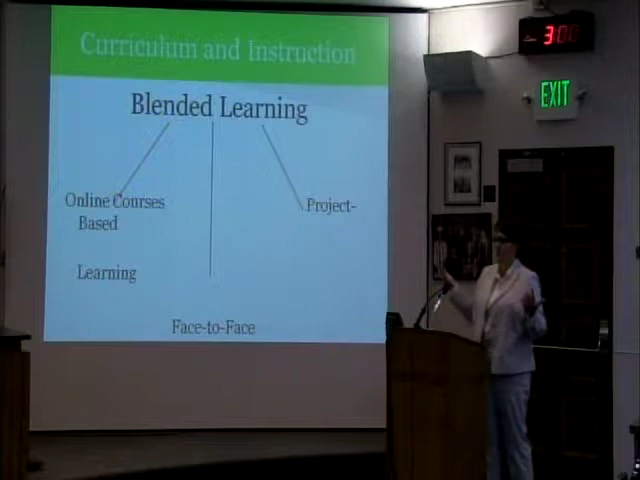 Curriculum and Instruction
Blended Learning
Online Courses
Project-
Based
Learning
Face-to-Face
3:00
EXIT